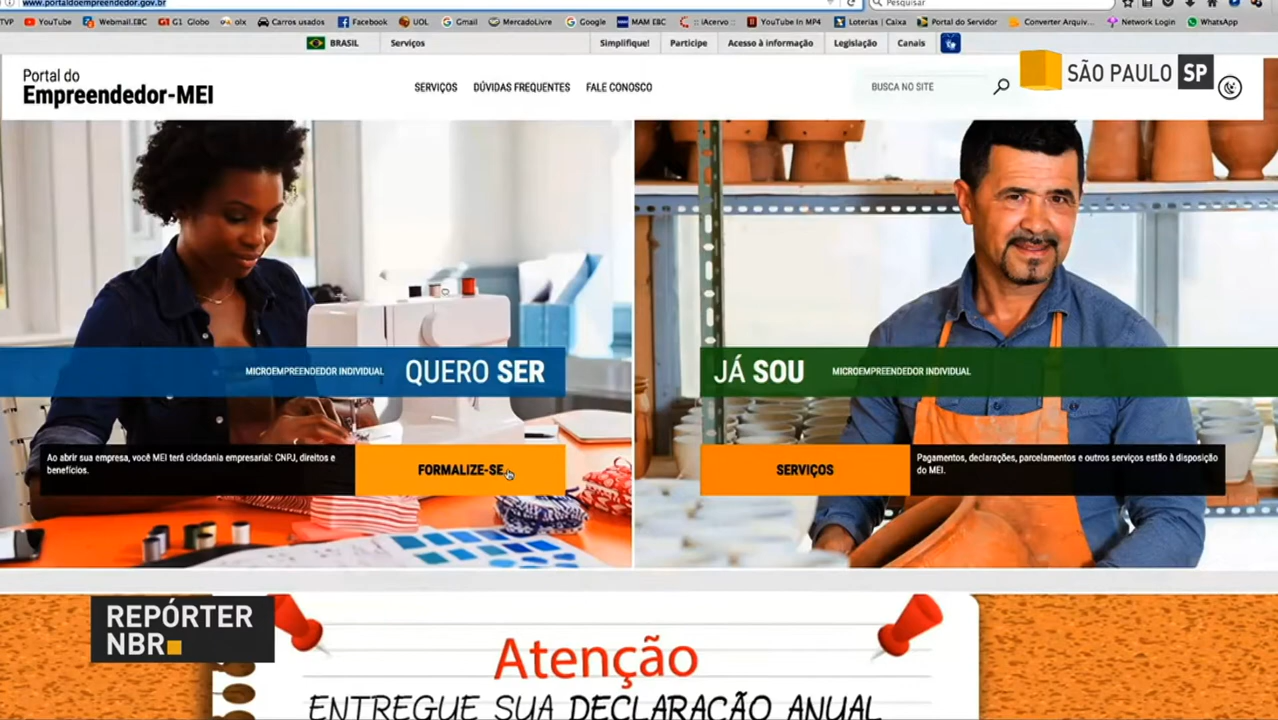 www.portaldoempreendedor.gov.br
Pesquisar
TVP YouTube Webmail.EBC G1 Globo olx Carros usados Facebook UOL Gmail MercadoLivre Google MAM EBC :: iAcervo :: YouTube In MP4 Loterias | Caixa Portal do Servidor Converter Arquiv... Network Login WhatsApp
BRASIL Serviços Simplifique! Participe Acesso à informação Legislação Canais
SÃO PAULO SP
Portal do
Empreendedor-MEI
SERVIÇOS DÚVIDAS FREQUENTES FALE CONOSCO BUSCA NO SITE
MICROEMPREENDEDOR INDIVIDUAL QUERO SER
JÁ SOU MICROEMPREENDEDOR INDIVIDUAL
Ao abrir sua empresa, você MEI terá cidadania empresarial: CNPJ, direitos e
benefícios.
FORMALIZE-SE
SERVIÇOS
Pagamentos, declarações, parcelamentos e outros serviços estão à disposição
do MEI.
REPÓRTER
NBR
Atenção
ENTREGUE SUA DECLARAÇÃO ANUAL